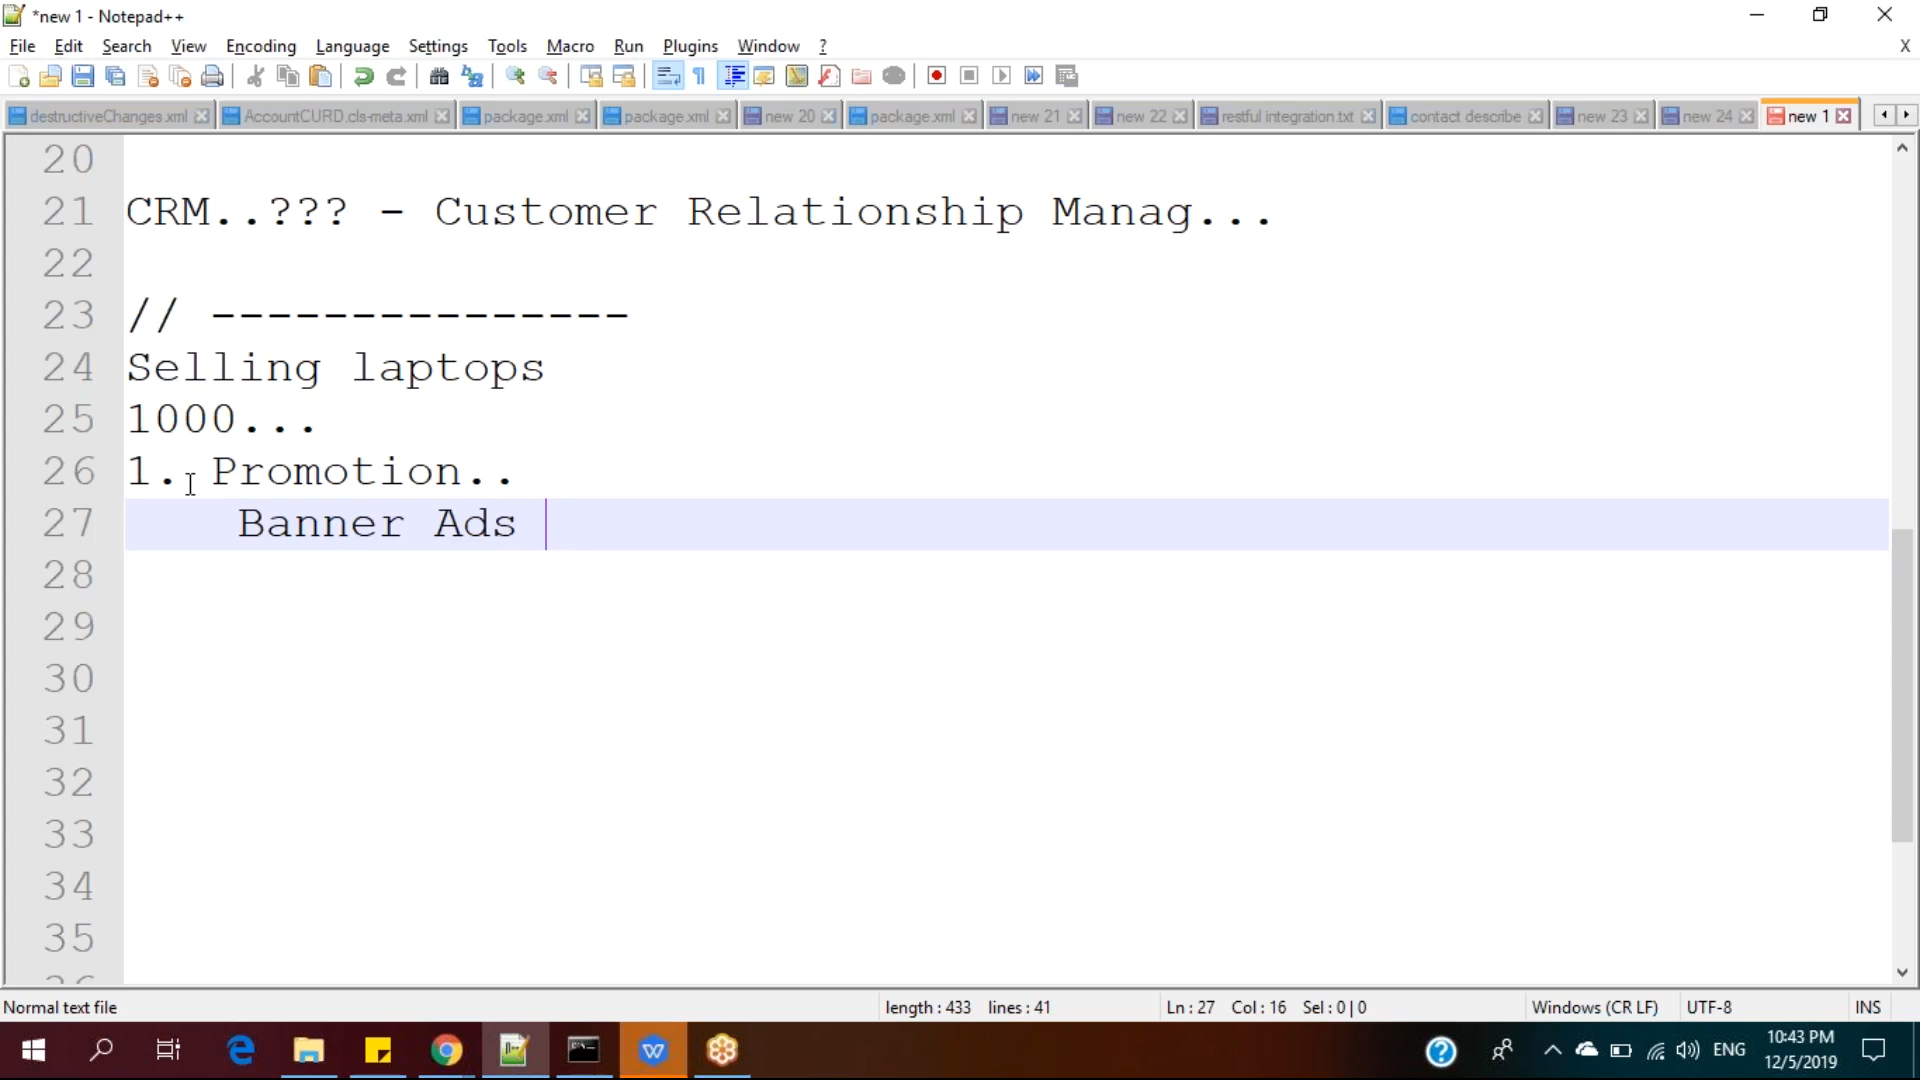 *new 1 - Notepad++
File Edit Search View Encoding Language Settings Tools Macro Run Plugins Window ? X
destructiveChanges.xml AccountCURD.cls-meta.xml package.xml package.xml new 20 package.xml new 21 new 22 restful integration.txt contact describe new 23 new 24 new 1
20
21 CRM..??? - Customer Relationship Manag...
22
23 // ---------------
24 Selling laptops
25 1000...
26 1. Promotion..
27 Banner Ads
28
29
30
31
32
33
34
35
Normal text file length : 433 lines : 41 Ln : 27 Col : 16 Sel : 0 | 0 Windows (CR LF) UTF-8 INS
ENG 10:43 PM
12/5/2019